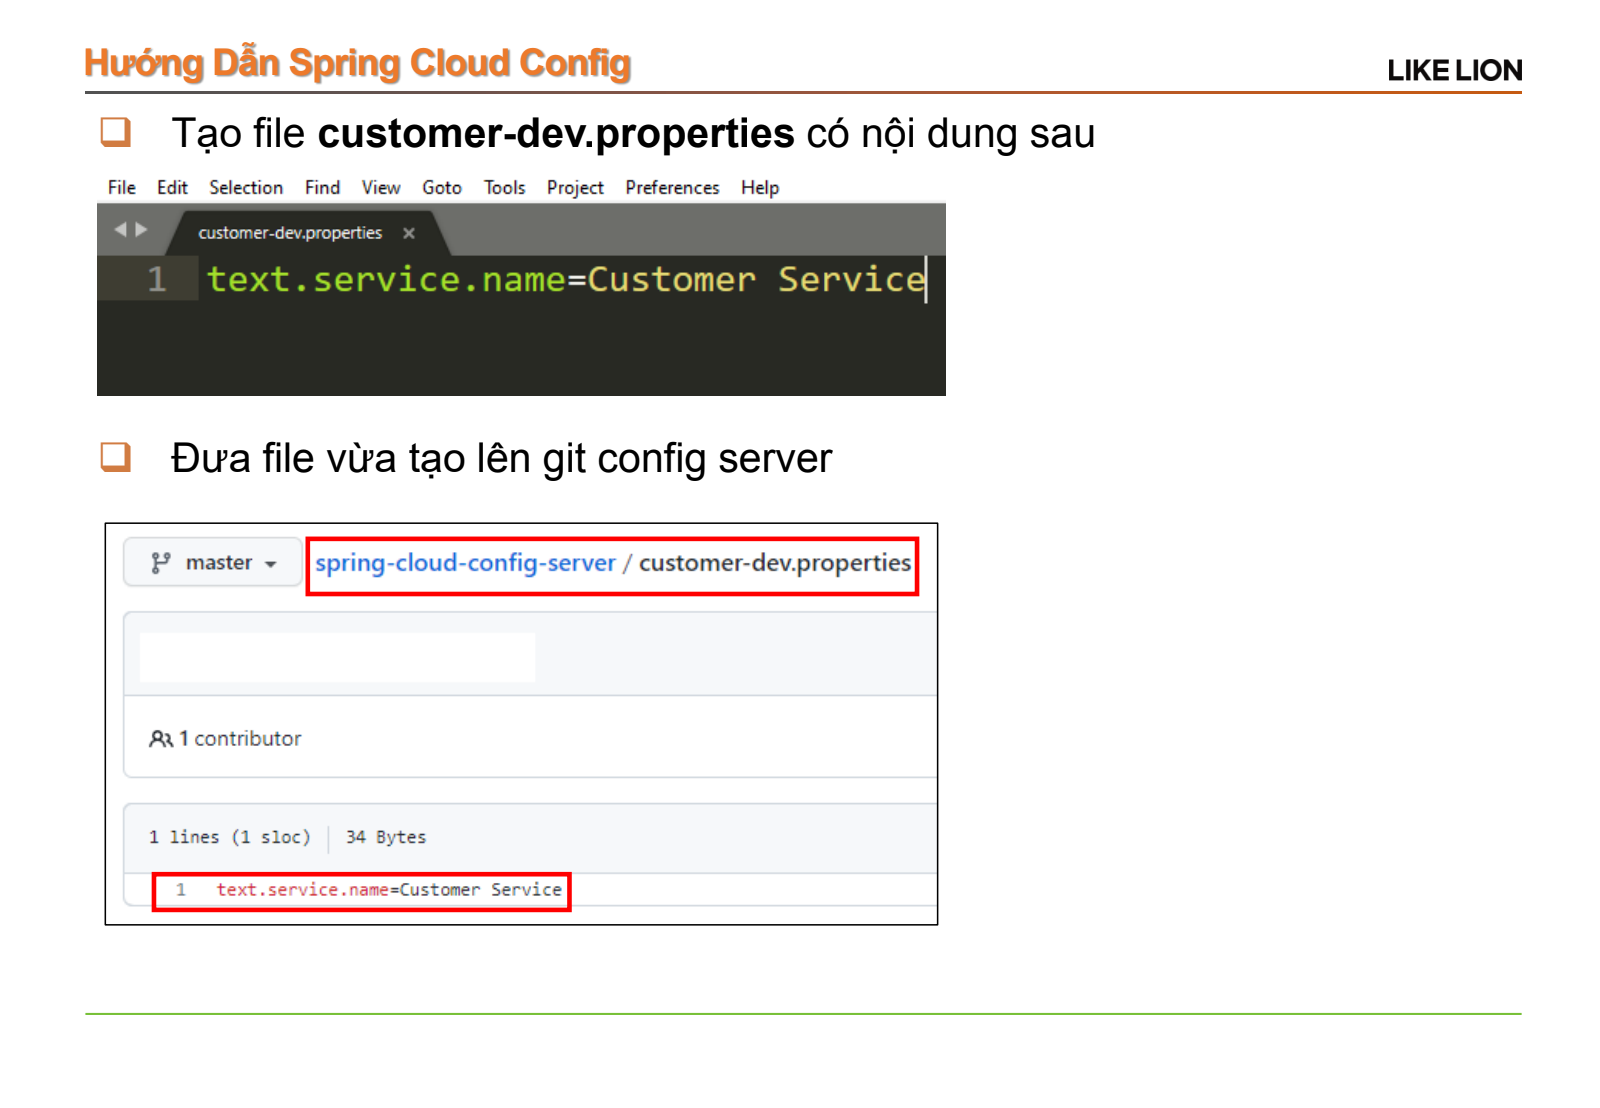 Hướng Dẫn Spring Cloud Config
LIKE LION
Tạo file customer-dev.properties có nội dung sau
File Edit Selection Find View Goto Tools Project Preferences Help
customer-dev.properties ×
1 text.service.name=Customer Service
Đưa file vừa tạo lên git config server
master spring-cloud-config-server / customer-dev.properties
1 contributor
1 lines (1 sloc) 34 Bytes
1 text.service.name=Customer Service